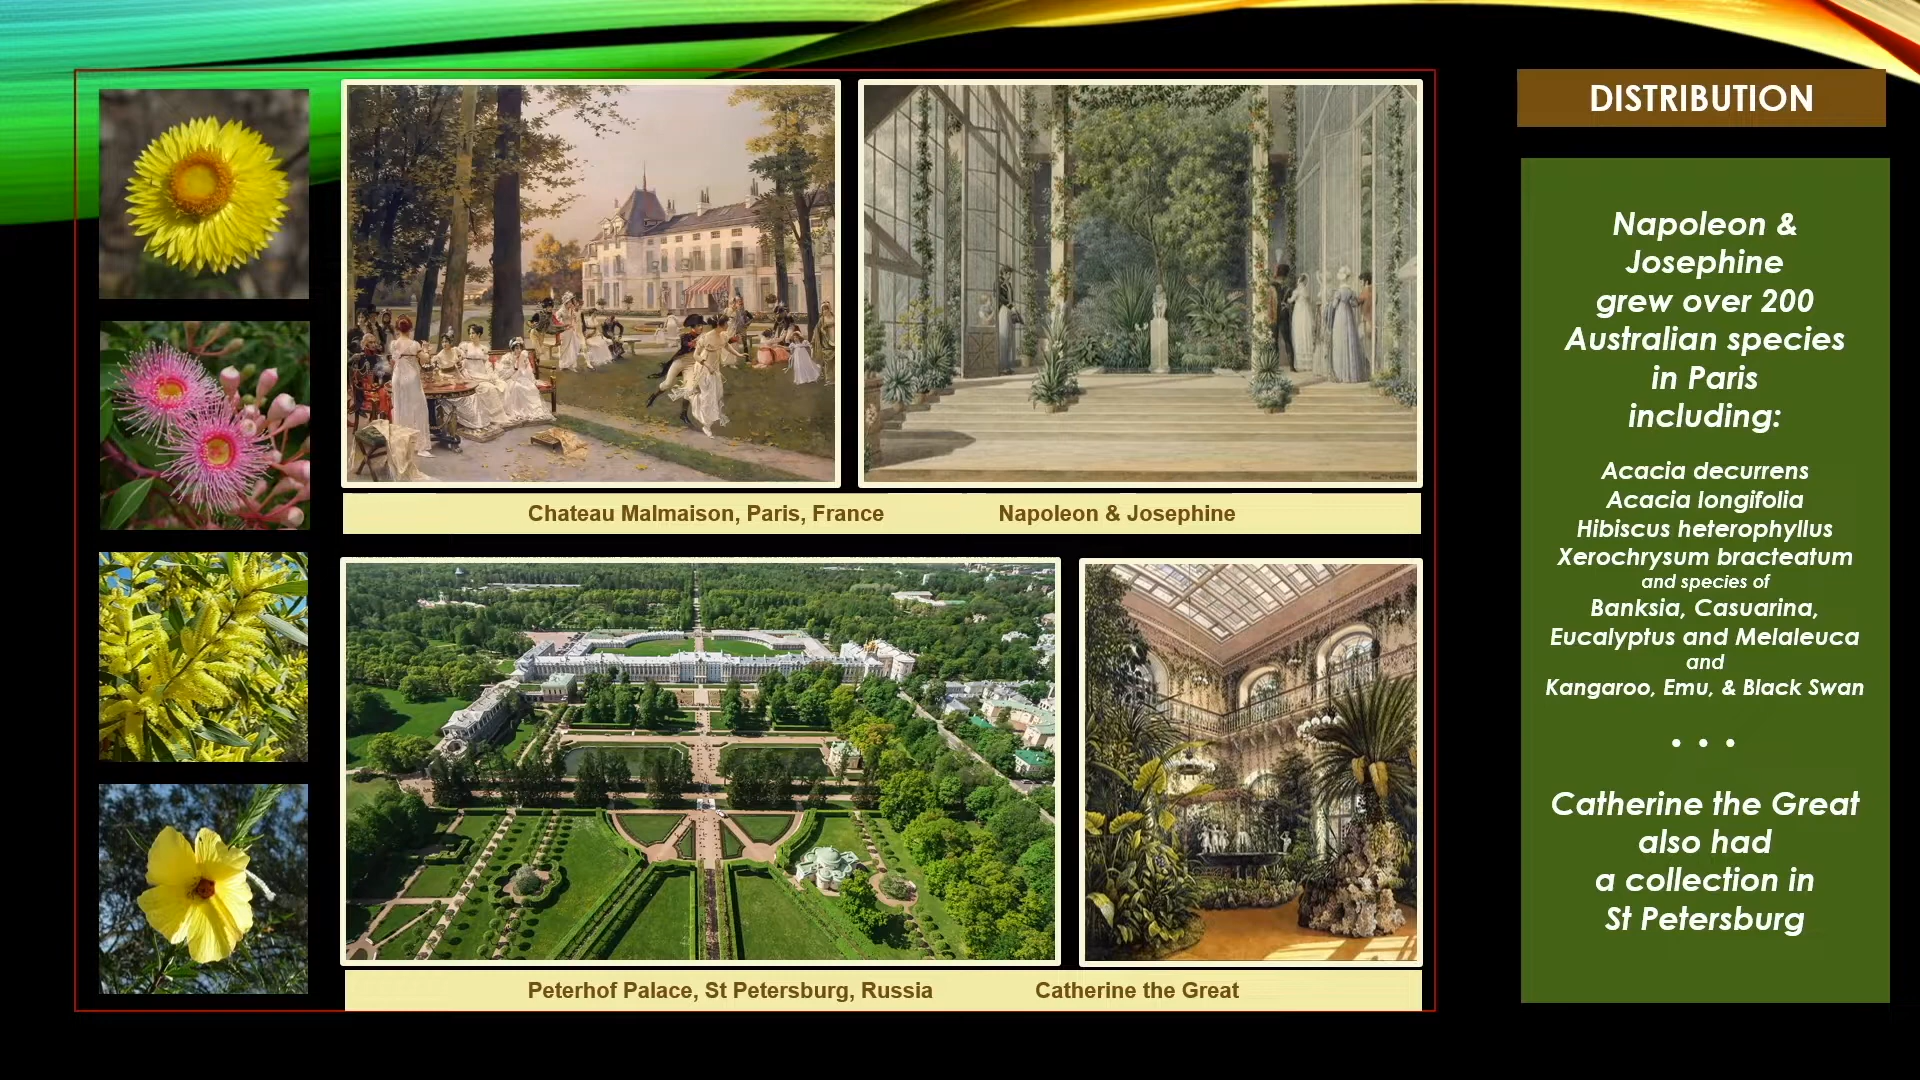 DISTRIBUTION
Napoleon &
Josephine
grew over 200
Australian species
in Paris
including:
Acacia decurrens
Acacia longifolia
Hibiscus heterophyllus
Xerochrysum bracteatum
and species of
Banksia, Casuarina,
Eucalyptus and Melaleuca
and
Kangaroo, Emu, & Black Swan
• • •
Catherine the Great
also had
a collection in
St Petersburg
Chateau Malmaison, Paris, France
Napoleon & Josephine
Peterhof Palace, St Petersburg, Russia
Catherine the Great